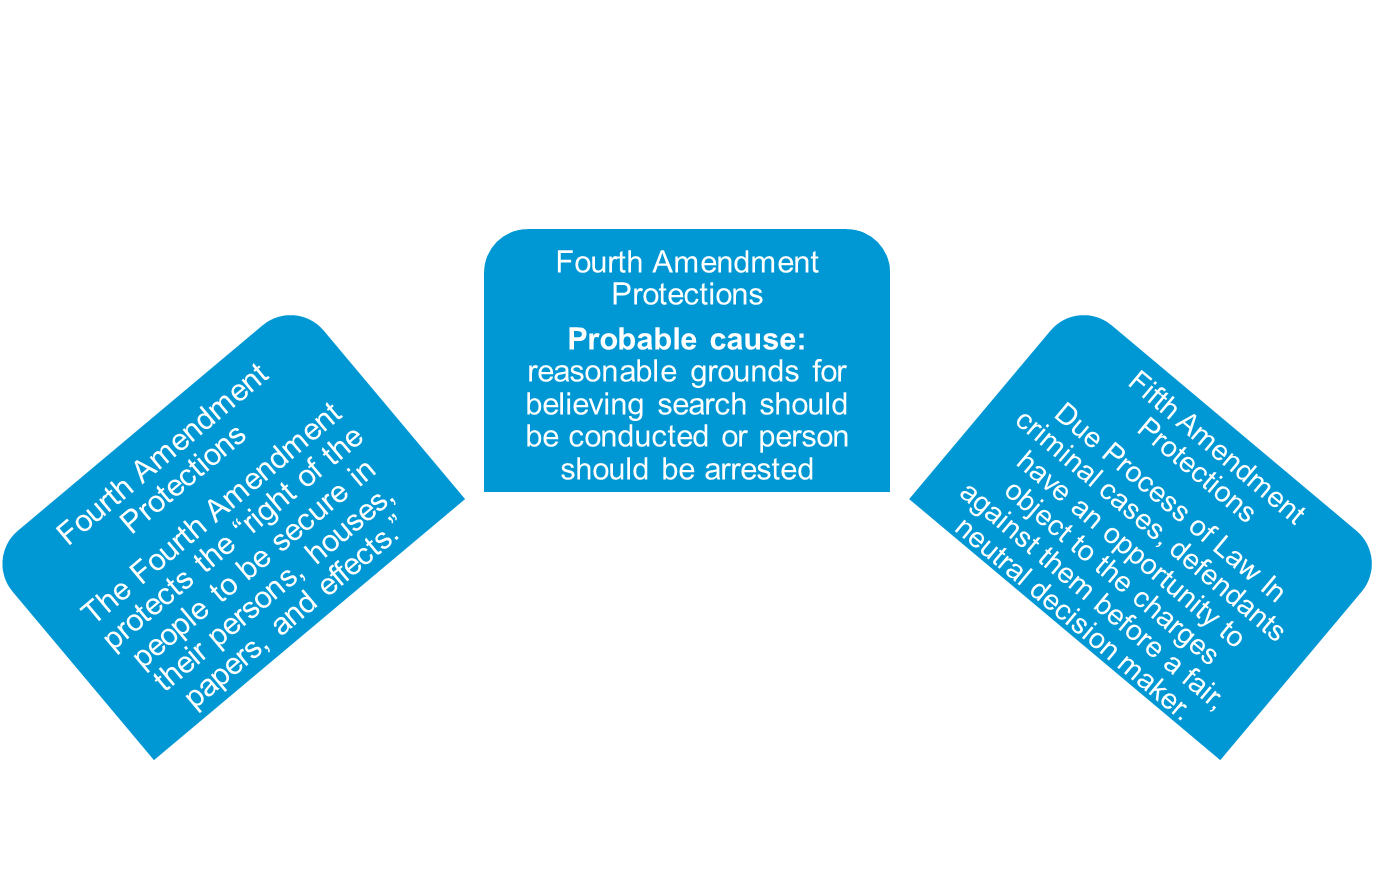 Fourth Amendment
Protections
The Fourth Amendment
protects the “right of the
people to be secure in
their persons, houses,
papers, and effects.”
Fourth Amendment
Protections
Probable cause:
reasonable grounds for
believing search should
be conducted or person
should be arrested
Fifth Amendment
Protections
Due Process of Law In
criminal cases, defendants
have an opportunity to
object to the charges
against them before a fair,
neutral decision maker.